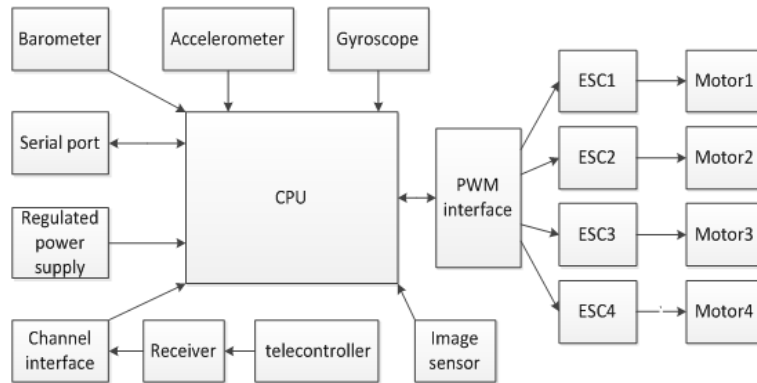 Barometer
Accelerometer
Gyroscope
ESC1
Motor1
Serial port
CPU
PWM
interface
ESC2
Motor2
Regulated
power
supply
ESC3
Motor3
ESC4
Motor4
Channel
interface
Receiver
telecontroller
Image
sensor